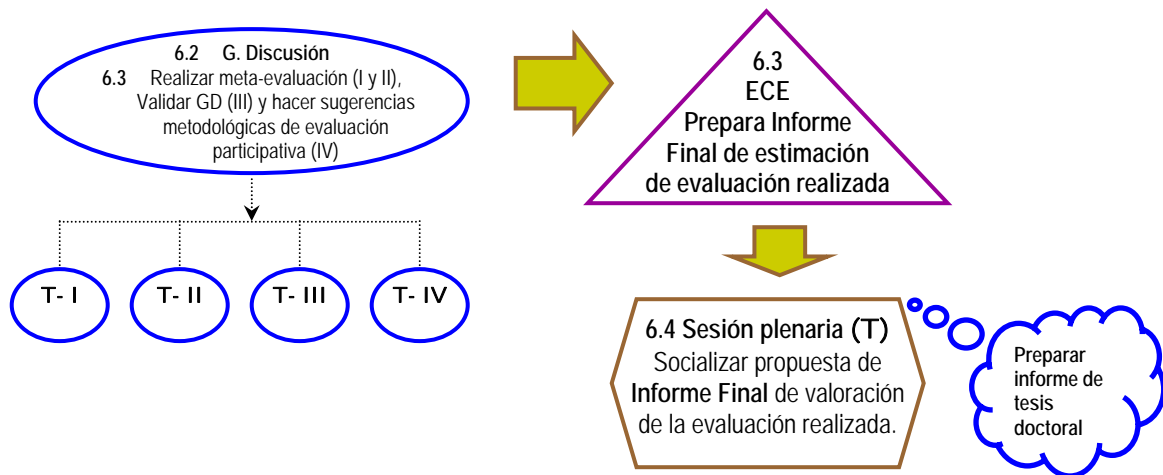 6.2 G. Discusión
6.3 Realizar meta-evaluación (I y II),
Validar GD (III) y hacer sugerencias
metodológicas de evaluación
participativa (IV)
T- I
T- II
T- III
T- IV
6.3
ECE
Prepara Informe
Final de estimación
de evaluación realizada
6.4 Sesión plenaria (T)
Socializar propuesta de
Informe Final de valoración
de la evaluación realizada.
Preparar
informe de
tesis
doctoral